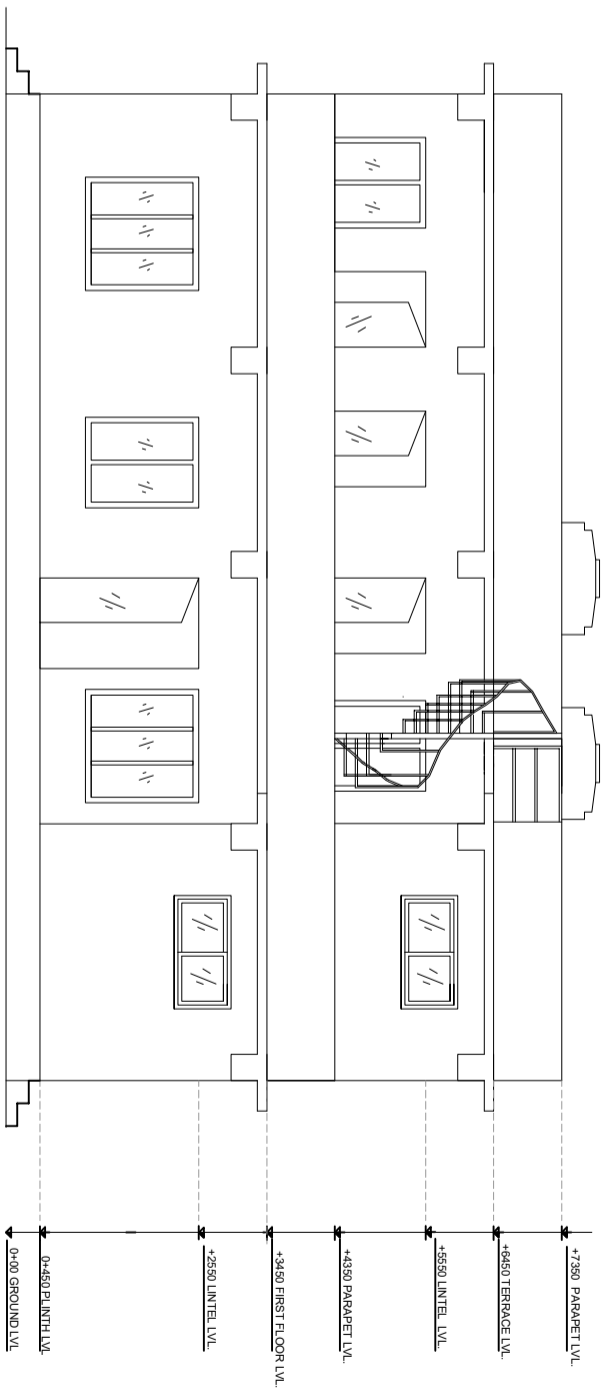 +7350 PARAPET LVL.
+6450 TERRACE LVL.
+5550 LINTEL LVL.
+4350 PARAPET LVL.
+3450 FIRST FLOOR LVL.
+2550 LINTEL LVL.
0+450 PLINTH LVL
0+00 GROUND LVL